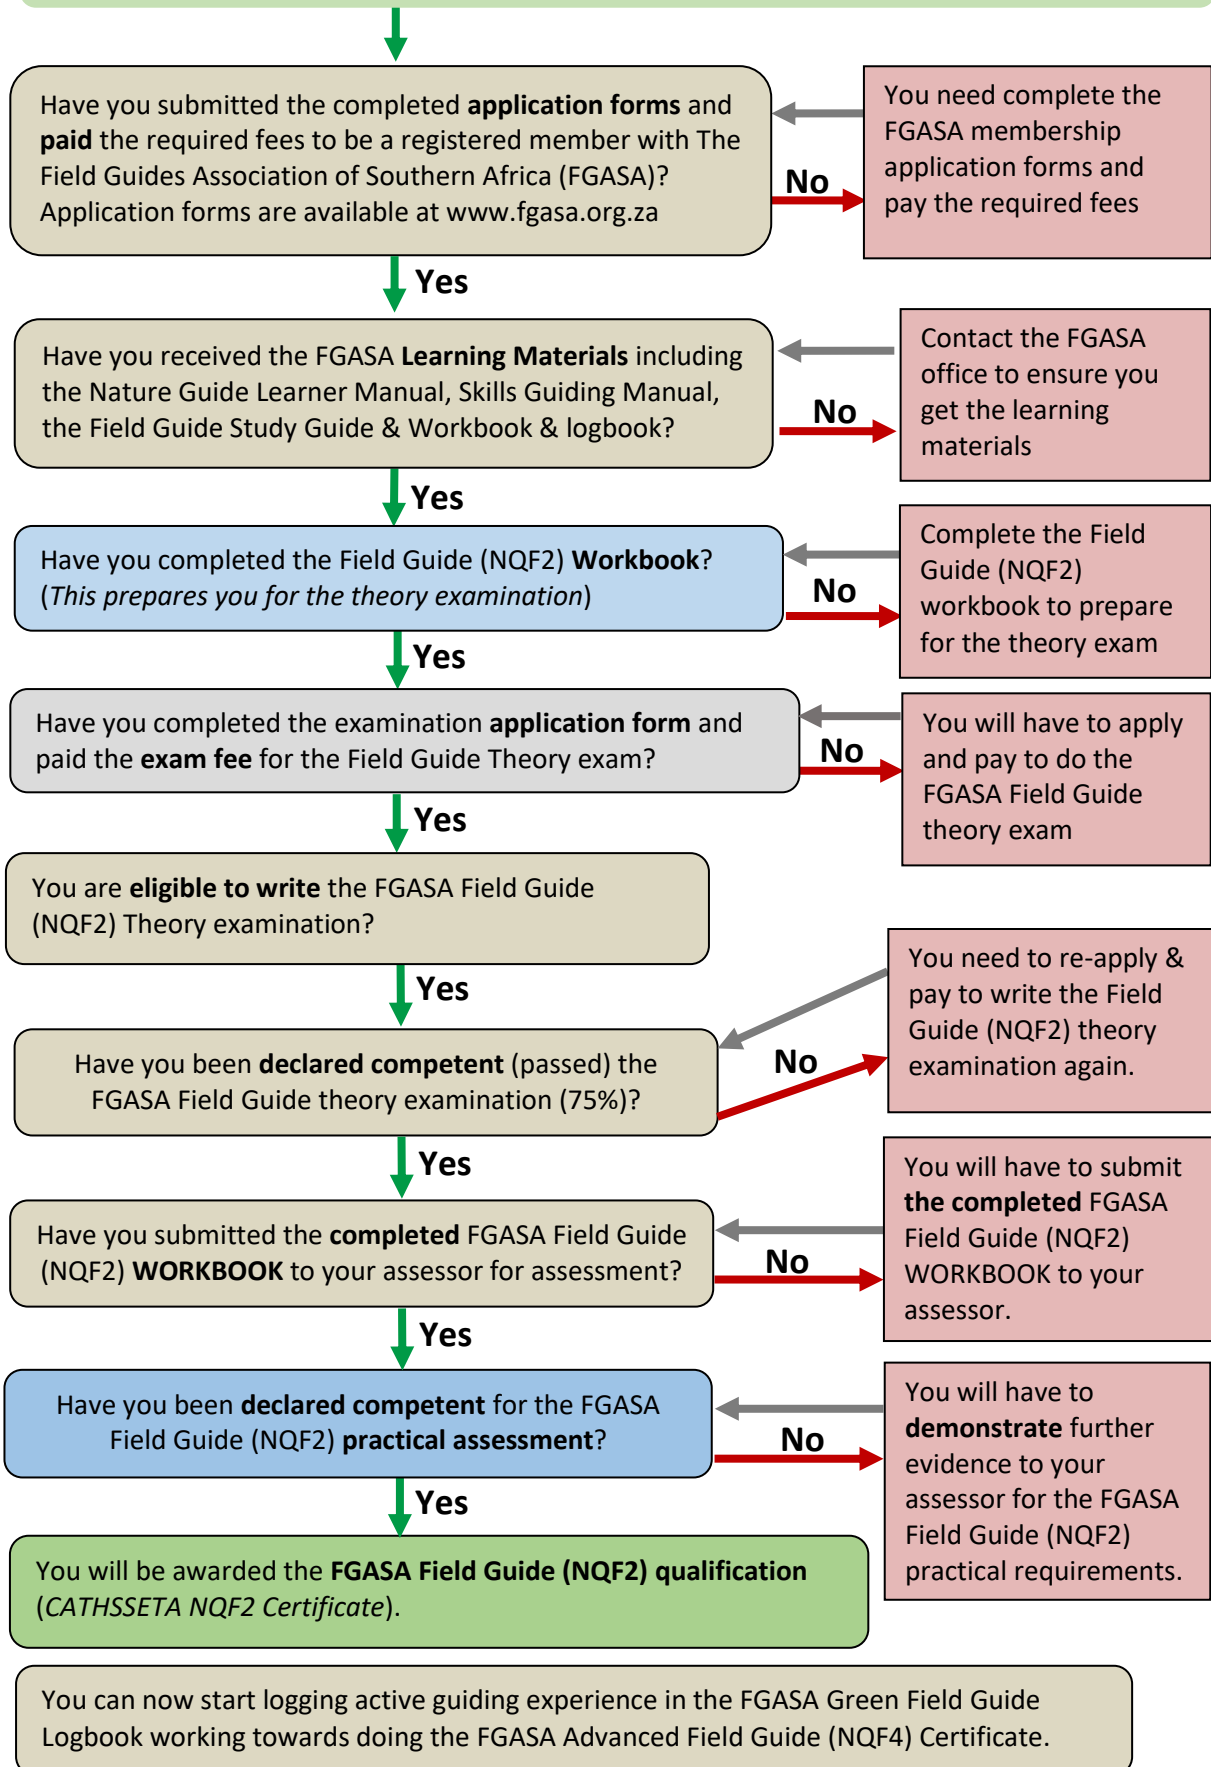 Have you submitted the completed application forms and
paid the required fees to be a registered member with The
Field Guides Association of Southern Africa (FGASA)?
Application forms are available at www.fgasa.org.za
No
You need complete the
FGASA membership
application forms and
pay the required fees
Yes
Have you received the FGASA Learning Materials including
the Nature Guide Learner Manual, Skills Guiding Manual,
the Field Guide Study Guide & Workbook & logbook?
No
Contact the FGASA
office to ensure you
get the learning
materials
Yes
Have you completed the Field Guide (NQF2) Workbook?
(This prepares you for the theory examination)
No
Complete the Field
Guide (NQF2)
workbook to prepare
for the theory exam
Yes
Have you completed the examination application form and
paid the exam fee for the Field Guide Theory exam?
No
You will have to apply
and pay to do the
FGASA Field Guide
theory exam
Yes
You are eligible to write the FGASA Field Guide
(NQF2) Theory examination?
Yes
Have you been declared competent (passed) the
FGASA Field Guide theory examination (75%)?
No
You need to re-apply &
pay to write the Field
Guide (NQF2) theory
examination again.
Yes
Have you submitted the completed FGASA Field Guide
(NQF2) WORKBOOK to your assessor for assessment?
No
You will have to submit
the completed FGASA
Field Guide (NQF2)
WORKBOOK to your
assessor.
Yes
Have you been declared competent for the FGASA
Field Guide (NQF2) practical assessment?
No
You will have to
demonstrate further
evidence to your
assessor for the FGASA
Field Guide (NQF2)
practical requirements.
Yes
You will be awarded the FGASA Field Guide (NQF2) qualification
(CATHSSETA NQF2 Certificate).
You can now start logging active guiding experience in the FGASA Green Field Guide
Logbook working towards doing the FGASA Advanced Field Guide (NQF4) Certificate.